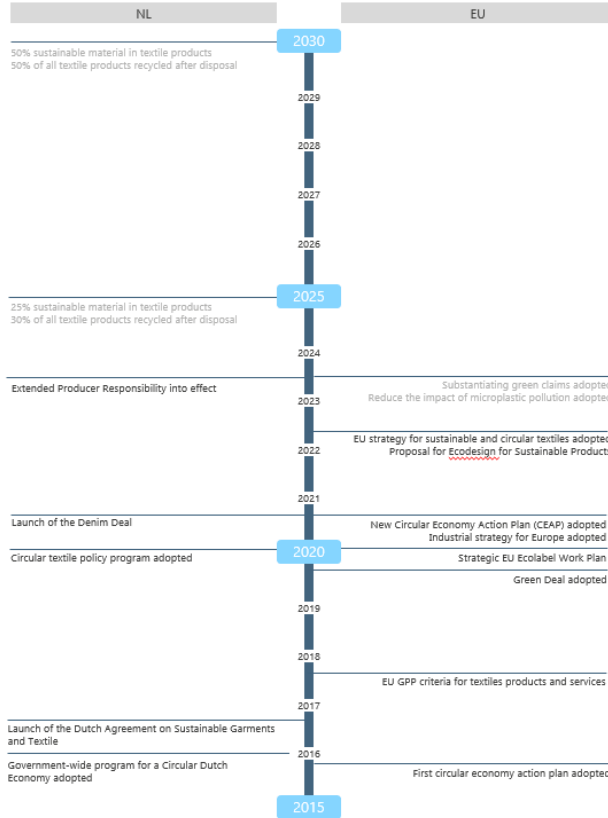 NL
EU
2030
50% sustainable material in textile products
50% of all textile products recycled after disposal
2029
2028
2027
2026
2025
25% sustainable material in textile products
30% of all textile products recycled after disposal
2024
Extended Producer Responsibility into effect
Substantiating green claims adopted
Reduce the impact of microplastic pollution adopted
2023
EU strategy for sustainable and circular textiles adopted
Proposal for Ecodesign for Sustainable Products
2022
2021
Launch of the Denim Deal
New Circular Economy Action Plan (CEAP) adopted
Industrial strategy for Europe adopted
2020
Circular textile policy program adopted
Strategic EU Ecolabel Work Plan
Green Deal adopted
2019
2018
EU GPP criteria for textiles products and services
2017
Launch of the Dutch Agreement on Sustainable Garments
and Textile
2016
Government-wide program for a Circular Dutch
Economy adopted
First circular economy action plan adopted
2015